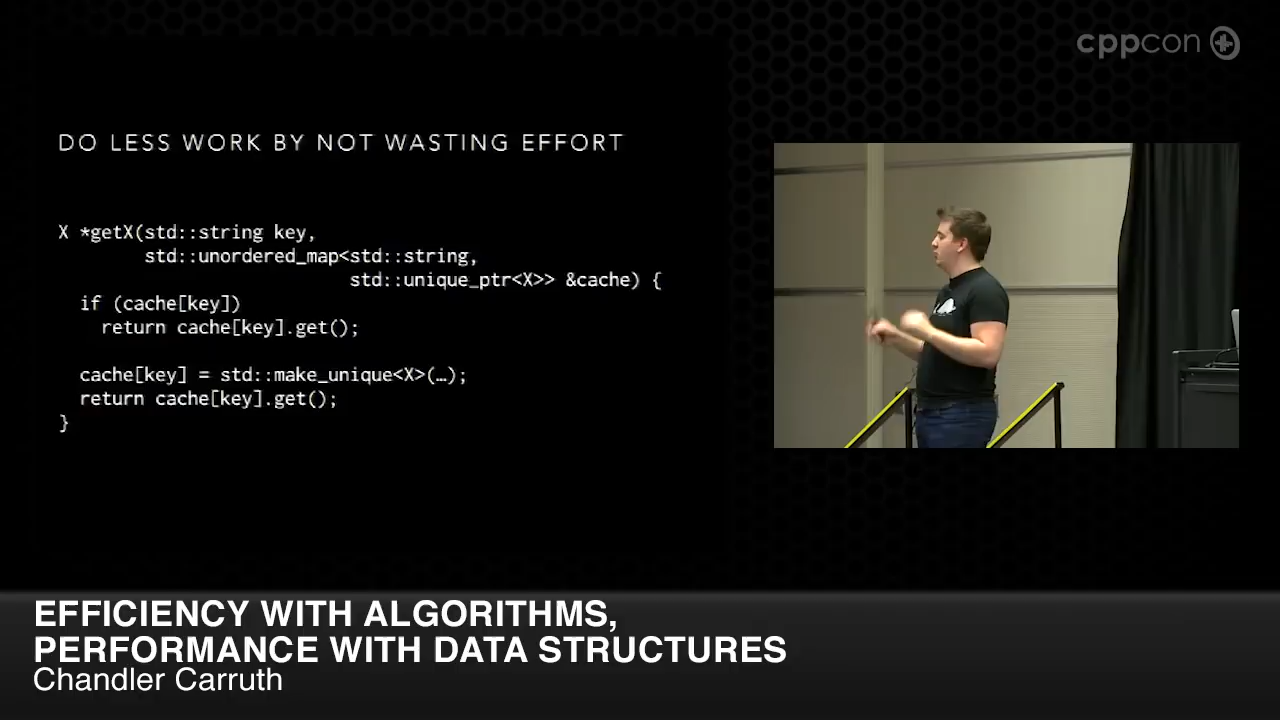 cppcon
DO LESS WORK BY NOT WASTING EFFORT
X *getX(std::string key,
        std::unordered_map<std::string,
                           std::unique_ptr<X>> &cache) {
  if (cache[key])
    return cache[key].get();

  cache[key] = std::make_unique<X>(…);
  return cache[key].get();
}
EFFICIENCY WITH ALGORITHMS,
PERFORMANCE WITH DATA STRUCTURES
Chandler Carruth